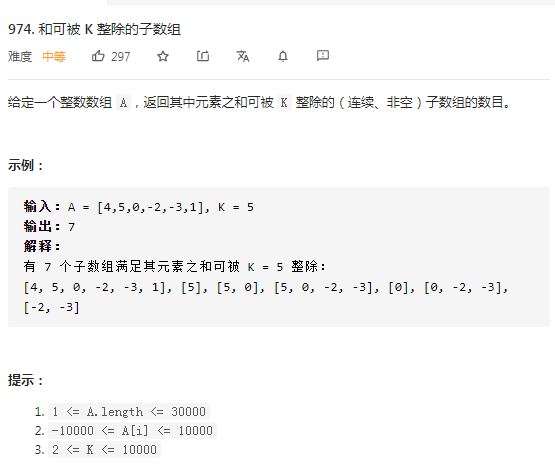 974. 和可被 K 整除的子数组
难度 中等 297
给定一个整数数组 A，返回其中元素之和可被 K 整除的（连续、非空）子数组的数目。
示例：
输入：A = [4,5,0,-2,-3,1], K = 5
输出：7
解释：
有 7 个子数组满足其元素之和可被 K = 5 整除：
[4, 5, 0, -2, -3, 1], [5], [5, 0], [5, 0, -2, -3], [0], [0, -2, -3],
[-2, -3]
提示：
1. 1 <= A.length <= 30000
2. -10000 <= A[i] <= 10000
3. 2 <= K <= 10000